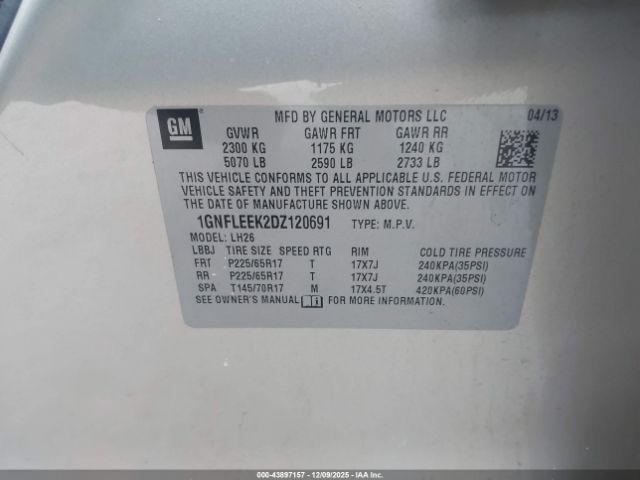 GM
MFD BY GENERAL MOTORS LLC 04/13
GVWR GAWR FRT GAWR RR
2300 KG 1175 KG 1240 KG
5070 LB 2590 LB 2733 LB
THIS VEHICLE CONFORMS TO ALL APPLICABLE U.S. FEDERAL MOTOR
VEHICLE SAFETY AND THEFT PREVENTION STANDARDS IN EFFECT ON
THE DATE OF MANUFACTURE SHOWN ABOVE.
1GNFLEEK2DZ120691 TYPE: M.P.V.
MODEL: LH26
LBBJ TIRE SIZE SPEED RTG RIM COLD TIRE PRESSURE
FRT P225/65R17 T 17X7J 240KPA(35PSI)
RR P225/65R17 T 17X7J 240KPA(35PSI)
SPA T145/70R17 M 17X4.5T 420KPA(60PSI)
SEE OWNER'S MANUAL i FOR MORE INFORMATION.
00-43897157 - 12/09/2025 - IAAI.com